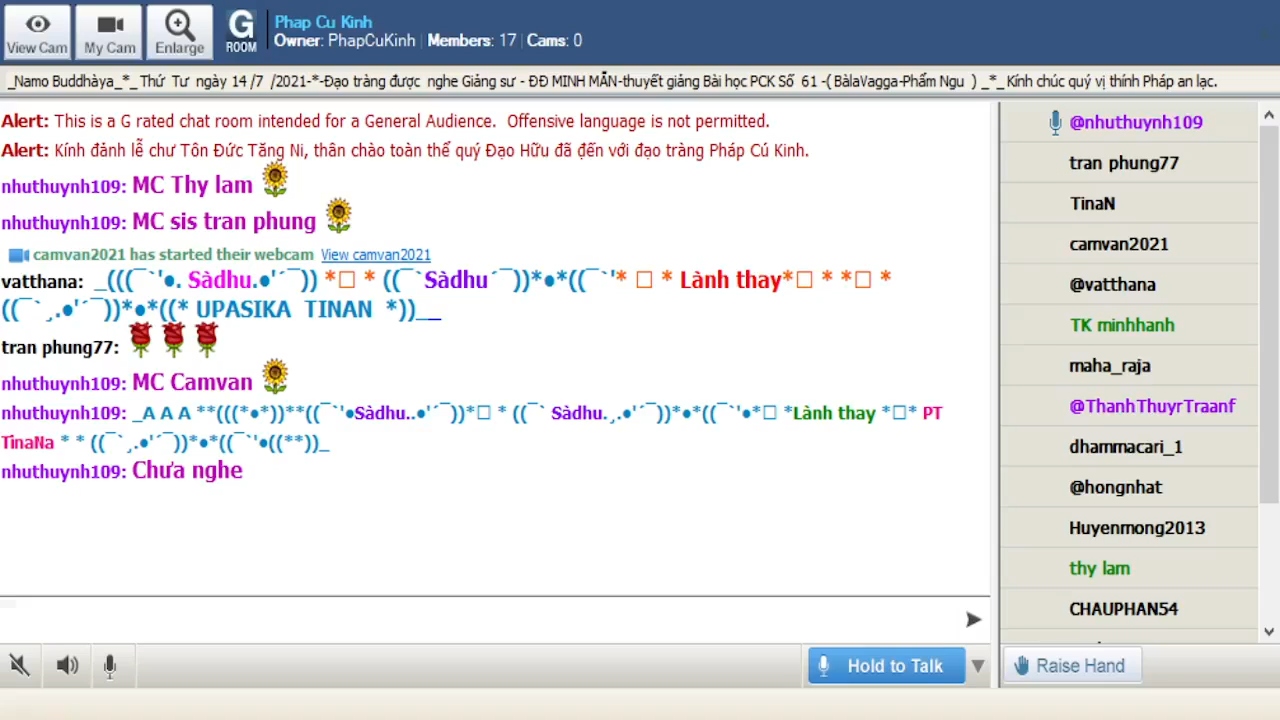 View Cam
My Cam
Enlarge
G
ROOM
Phap Cu Kinh
Owner: PhapCuKinh | Members: 17 | Cams: 0
_Namo Buddhàya_*_Thứ Tư ngày 14 /7 /2021-*-Đạo tràng được nghe Giảng sư - ĐĐ MINH MẪN-thuyết giảng Bài học PCK Số 61 -( BàlaVagga-Phẩm Ngu ) _*_Kính chúc quý vị thính Pháp an lạc.
Alert: This is a G rated chat room intended for a General Audience. Offensive language is not permitted.
Alert: Kính đảnh lễ chư Tôn Đức Tăng Ni, thân chào toàn thể quý Đạo Hữu đã đến với đạo tràng Pháp Cú Kinh.
nhuthuynh109: MC Thy lam
nhuthuynh109: MC sis tran phung
camvan2021 has started their webcam View camvan2021
vatthana: _(((¯`'●. Sàdhu.●'´¯)) *□ * ((¯`Sàdhu´¯))*●*((¯`'* □ * Lành thay*□ * *□ *
((¯`¸.●'´¯))*●*((* UPASIKA TINAN *))__
tran phung77:
nhuthuynh109: MC Camvan
nhuthuynh109: _A A A **(((*●*))**((¯`'●Sàdhu..●'´¯))*□ * ((¯` Sàdhu.¸.●'´¯))*●*((¯`'●*□ *Lành thay *□* PT
TinaNa * * ((¯`¸.●'´¯))*●*((¯`'●((**))_
nhuthuynh109: Chưa nghe
Hold to Talk
@nhuthuynh109
tran phung77
TinaN
camvan2021
@vatthana
TK minhhanh
maha_raja
@ThanhThuyrTraanf
dhammacari_1
@hongnhat
Huyenmong2013
thy lam
CHAUPHAN54
Raise Hand